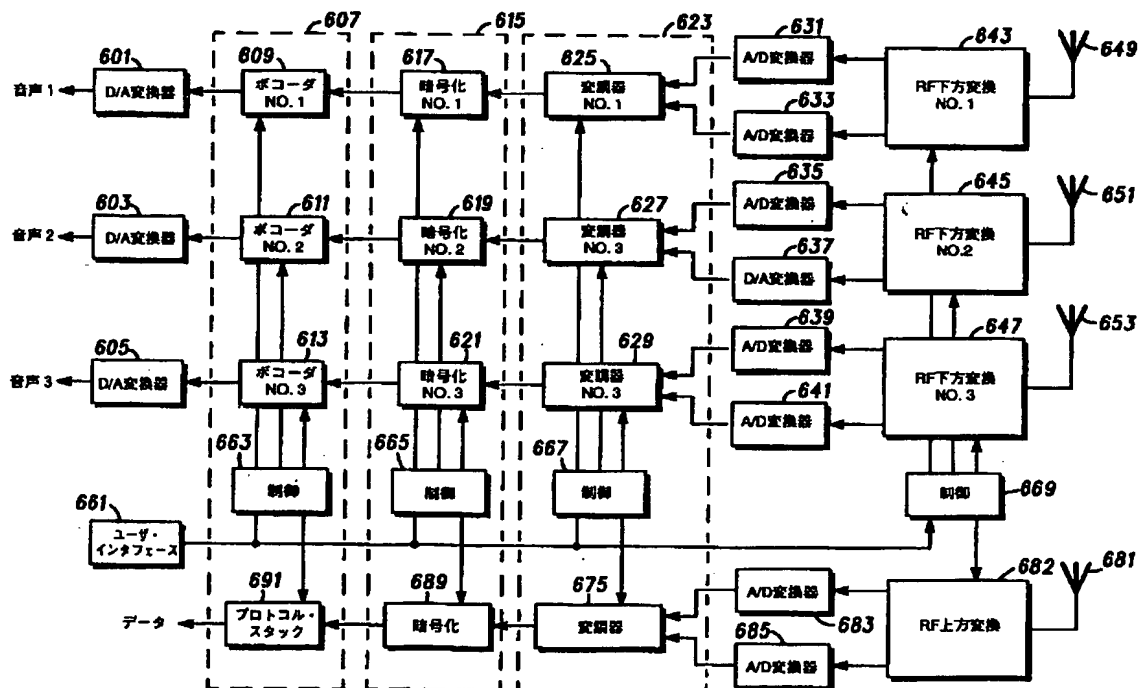 607
615
623
631
643
649
601
609
617
625
音声1
D/A変換器
ボコーダ
NO.1
暗号化
NO.1
変調器
NO.1
A/D変換器
RF下方変換
NO.1
633
A/D変換器
603
611
619
627
635
645
651
音声2
D/A変換器
ボコーダ
NO.2
暗号化
NO.2
変調器
NO.3
A/D変換器
RF下方変換
NO.2
637
D/A変換器
605
613
621
629
639
647
653
音声3
D/A変換器
ボコーダ
NO.3
暗号化
NO.3
変調器
NO.3
A/D変換器
RF下方変換
NO.3
641
A/D変換器
663
665
667
制御
制御
制御
制御
669
661
ユーザ・
インタフェース
691
689
675
682
681
データ
プロトコル・
スタック
暗号化
変調器
A/D変換器
683
RF上方変換
685
A/D変換器